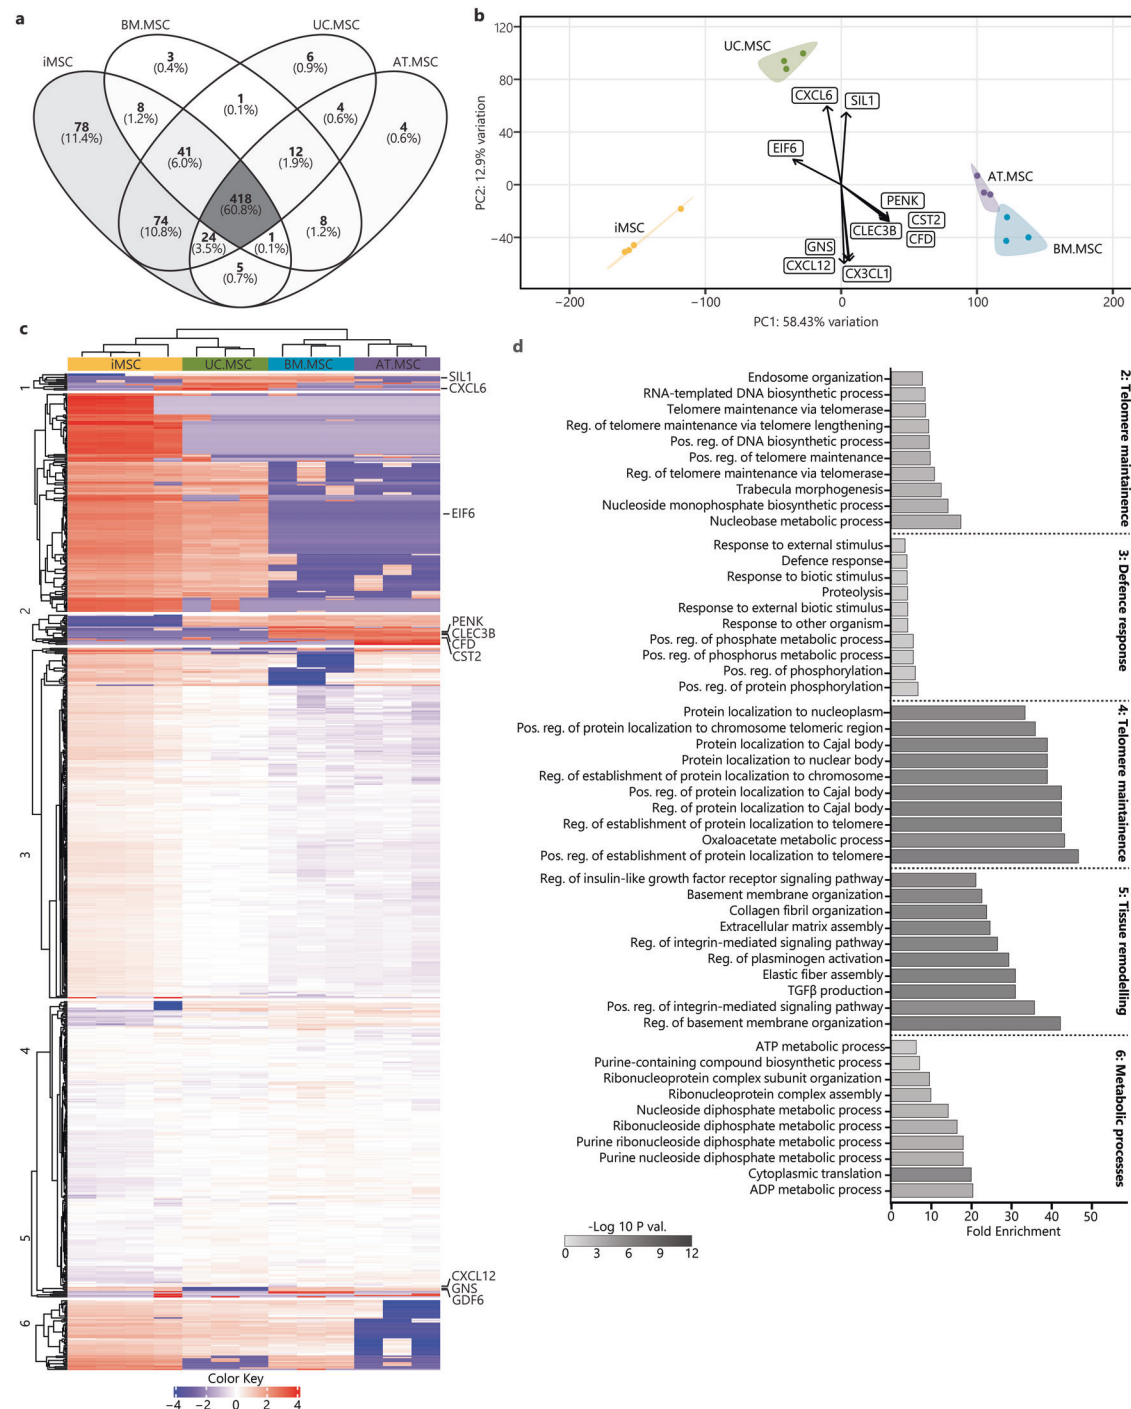 a
BM.MSC
UC.MSC
iMSC
AT.MSC
3
(0.4%)
6
(0.9%)
8
(1.2%)
1
(0.1%)
4
(0.6%)
78
(11.4%)
4
(0.6%)
41
(6.0%)
12
(1.9%)
418
(60.8%)
74
(10.8%)
8
(1.2%)
24
(3.5%)
1
(0.1%)
5
(0.7%)
b
PC2: 12.9% variation
120
80
40
0
−40
UC.MSC
CXCL6
SIL1
EIF6
AT.MSC
PENK
iMSC
CST2
CLEC3B
CFD
GNS
BM.MSC
CXCL12
CX3CL1
−200
−100
0
100
200
PC1: 58.43% variation
c
iMSC
UC.MSC
BM.MSC
AT.MSC
1
SIL1
CXCL6
EIF6
2
PENK
CLEC3B
CFD
CST2
3
4
5
CXCL12
GNS
GDF6
6
Color Key
−4
−2
0
2
4
d
Endosome organization
RNA-templated DNA biosynthetic process
Telomere maintenance via telomerase
Reg. of telomere maintenance via telomere lengthening
Pos. reg. of DNA biosynthetic process
Pos. reg. of telomere maintenance
Reg. of telomere maintenance via telomerase
Trabecula morphogenesis
Nucleoside monophosphate biosynthetic process
Nucleobase metabolic process
2: Telomere maintainence
Response to external stimulus
Defence response
Response to biotic stimulus
Proteolysis
Response to external biotic stimulus
Response to other organism
Pos. reg. of phosphate metabolic process
Pos. reg. of phosphorus metabolic process
Pos. reg. of phosphorylation
Pos. reg. of protein phosphorylation
3: Defence response
Protein localization to nucleoplasm
Pos. reg. of protein localization to chromosome telomeric region
Protein localization to Cajal body
Protein localization to nuclear body
Reg. of establishment of protein localization to chromosome
Pos. reg. of protein localization to Cajal body
Reg. of protein localization to Cajal body
Reg. of establishment of protein localization to telomere
Oxaloacetate metabolic process
Pos. reg. of establishment of protein localization to telomere
4: Telomere maintainence
Reg. of insulin-like growth factor receptor signaling pathway
Basement membrane organization
Collagen fibril organization
Extracellular matrix assembly
Reg. of integrin-mediated signaling pathway
Reg. of plasminogen activation
Elastic fiber assembly
TGFβ production
Pos. reg. of integrin-mediated signaling pathway
Reg. of basement membrane organization
5: Tissue remodelling
ATP metabolic process
Purine-containing compound biosynthetic process
Ribonucleoprotein complex subunit organization
Ribonucleoprotein complex assembly
Nucleoside diphosphate metabolic process
Ribonucleoside diphosphate metabolic process
Purine ribonucleoside diphosphate metabolic process
Purine nucleoside diphosphate metabolic process
Cytoplasmic translation
ADP metabolic process
6: Metabolic processes
0
10
20
30
40
50
Fold Enrichment
-Log 10 P val.
0
3
6
9
12